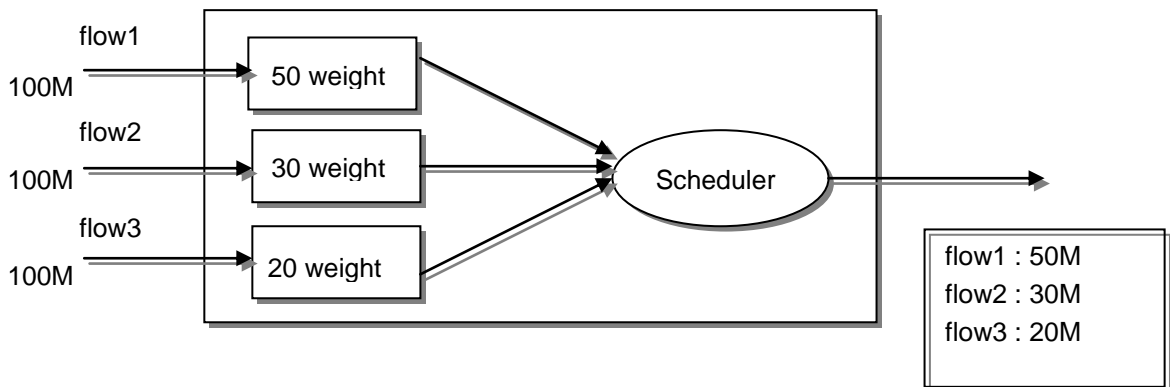 flow1
100M
50 weight
flow2
100M
30 weight
flow3
100M
20 weight
Scheduler
flow1 : 50M
flow2 : 30M
flow3 : 20M